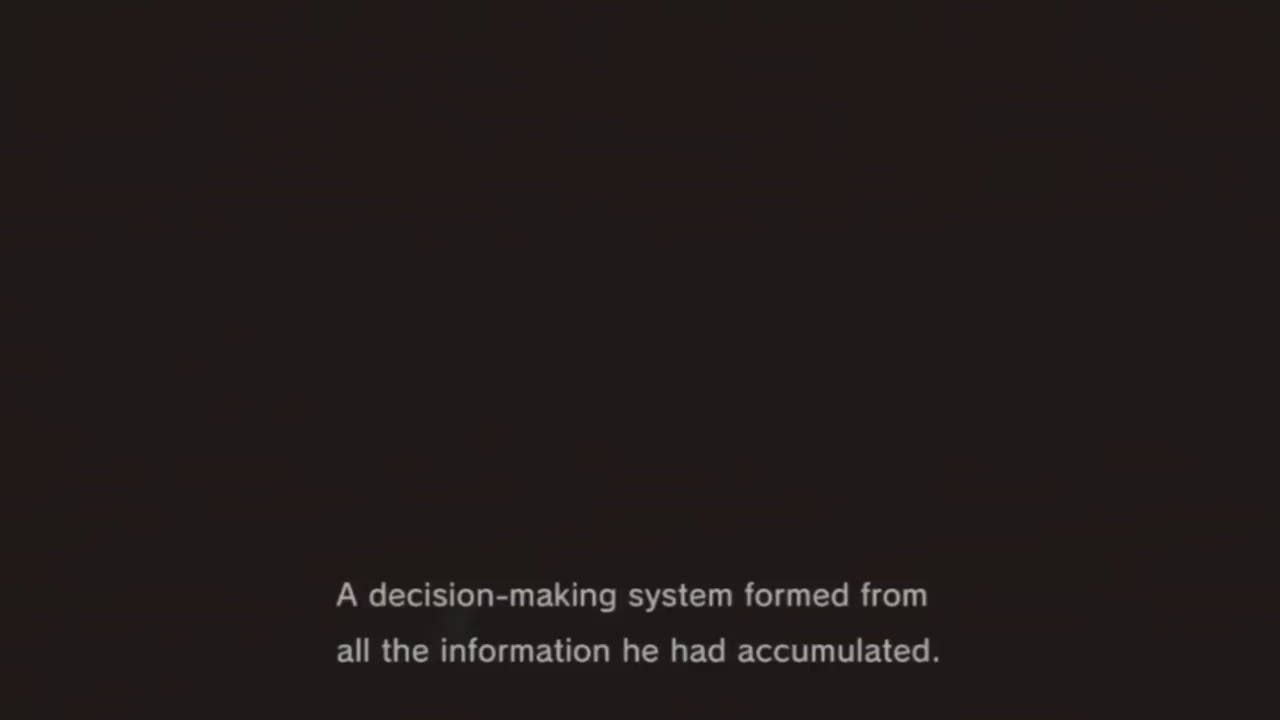 A decision-making system formed from
all the information he had accumulated.